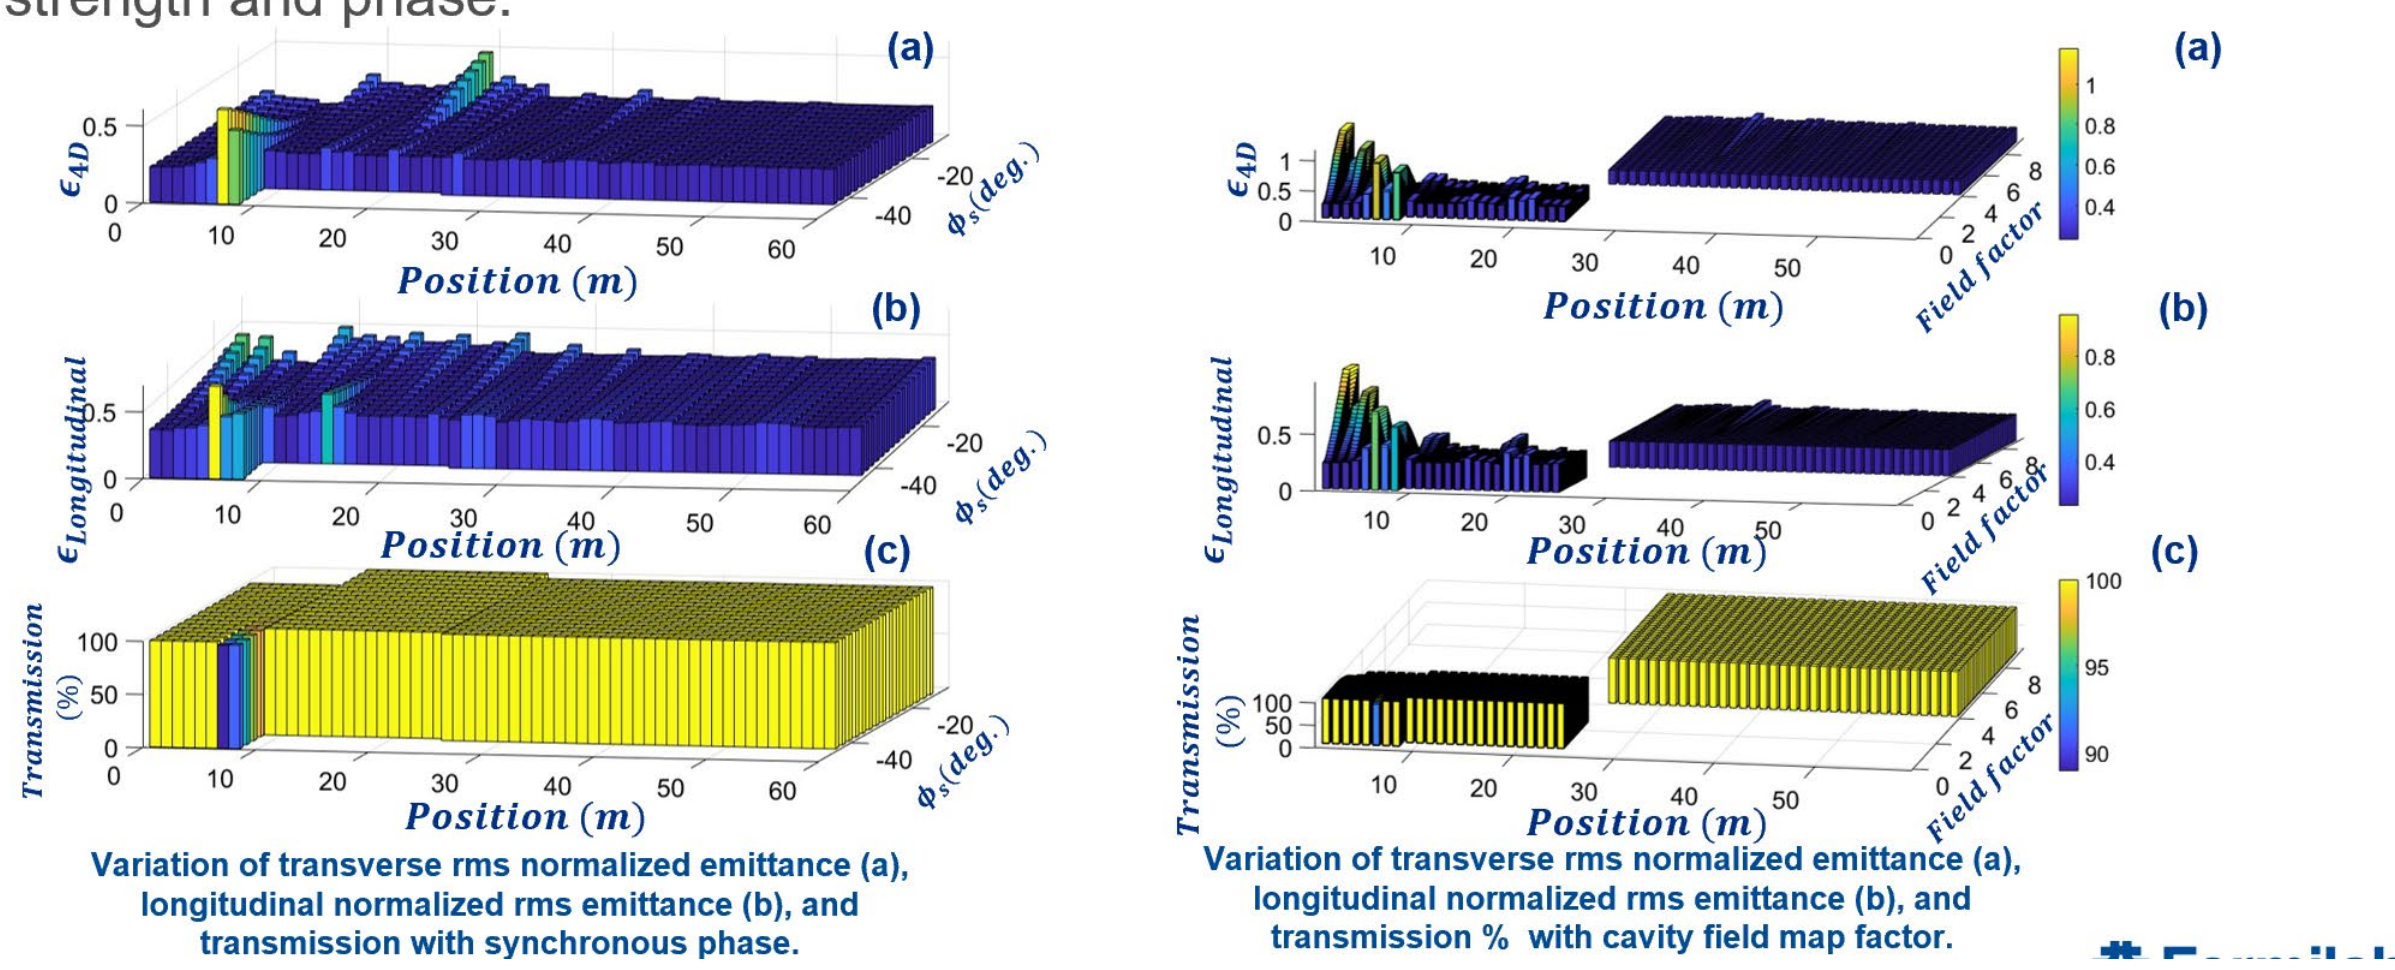 strength and phase.
(a)
0.5
0
ϵ4D
0
10
20
30
40
50
60
-20
-40
ϕs(deg.)
Position (m)
(b)
0.5
0
ϵLongitudinal
0
10
20
30
40
50
60
-20
-40
ϕs(deg.)
Position (m)
(c)
100
50
0
Transmission
(%)
0
10
20
30
40
50
60
-20
-40
ϕs(deg.)
Position (m)
Variation of transverse rms normalized emittance (a),
longitudinal normalized rms emittance (b), and
transmission with synchronous phase.
(a)
1
0.5
0
ϵ4D
10
20
30
40
50
0
2
4
6
8
Field factor
1
0.8
0.6
0.4
Position (m)
(b)
0.5
0
ϵLongitudinal
10
20
30
40
50
0
2
4
6
8
Field factor
0.8
0.6
0.4
Position (m)
(c)
100
50
0
Transmission
(%)
10
20
30
40
50
0
2
4
6
8
Field factor
100
95
90
Position (m)
Variation of transverse rms normalized emittance (a),
longitudinal normalized rms emittance (b), and
transmission % with cavity field map factor.